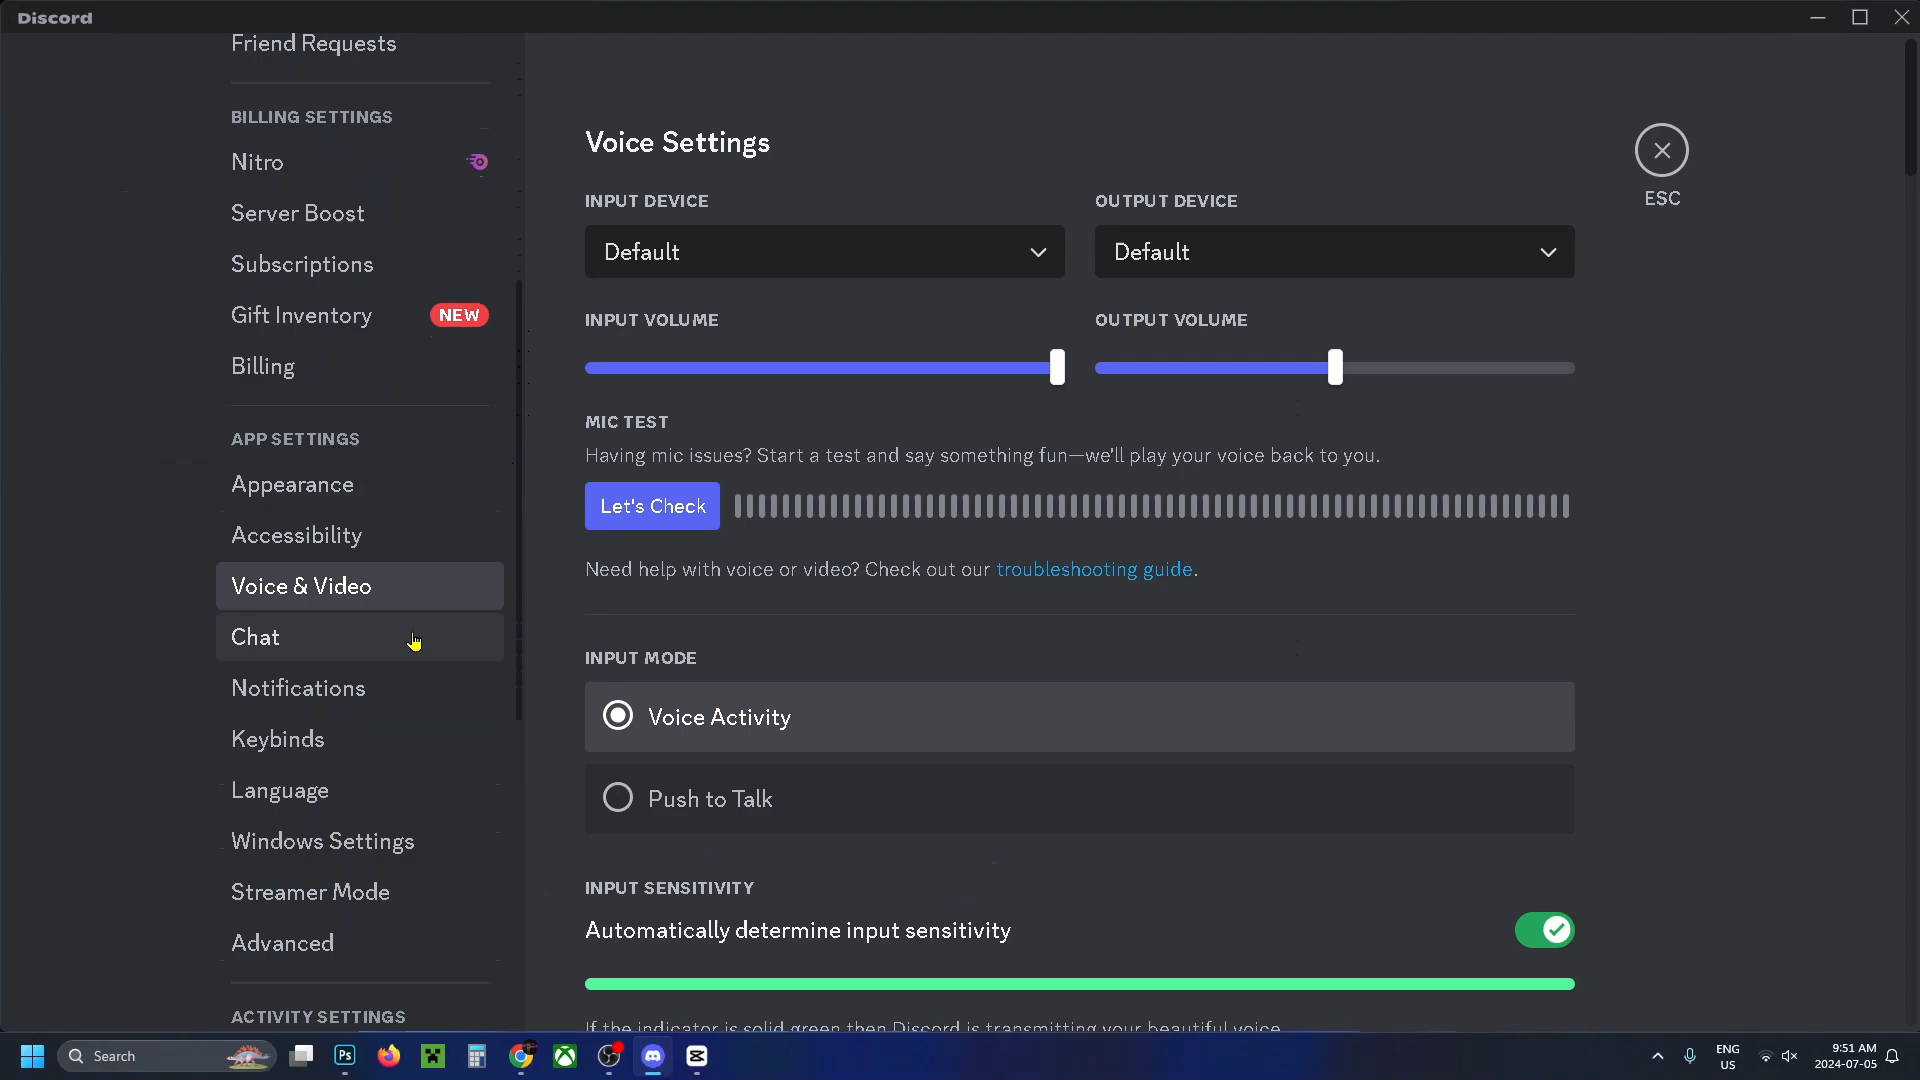 Discord
Friend Requests
BILLING SETTINGS
Nitro
Server Boost
Subscriptions
Gift Inventory NEW
Billing
APP SETTINGS
Appearance
Accessibility
Voice & Video
Chat
Notifications
Keybinds
Language
Windows Settings
Streamer Mode
Advanced
ACTIVITY SETTINGS
Voice Settings
ESC
INPUT DEVICE
Default
OUTPUT DEVICE
Default
INPUT VOLUME
OUTPUT VOLUME
MIC TEST
Having mic issues? Start a test and say something fun—we'll play your voice back to you.
Let's Check
Need help with voice or video? Check out our troubleshooting guide.
INPUT MODE
Voice Activity
Push to Talk
INPUT SENSITIVITY
Automatically determine input sensitivity
If the indicator is solid green then Discord is transmitting your beautiful voice.
Search
Ps
ENG
US
9:51 AM
2024-07-05